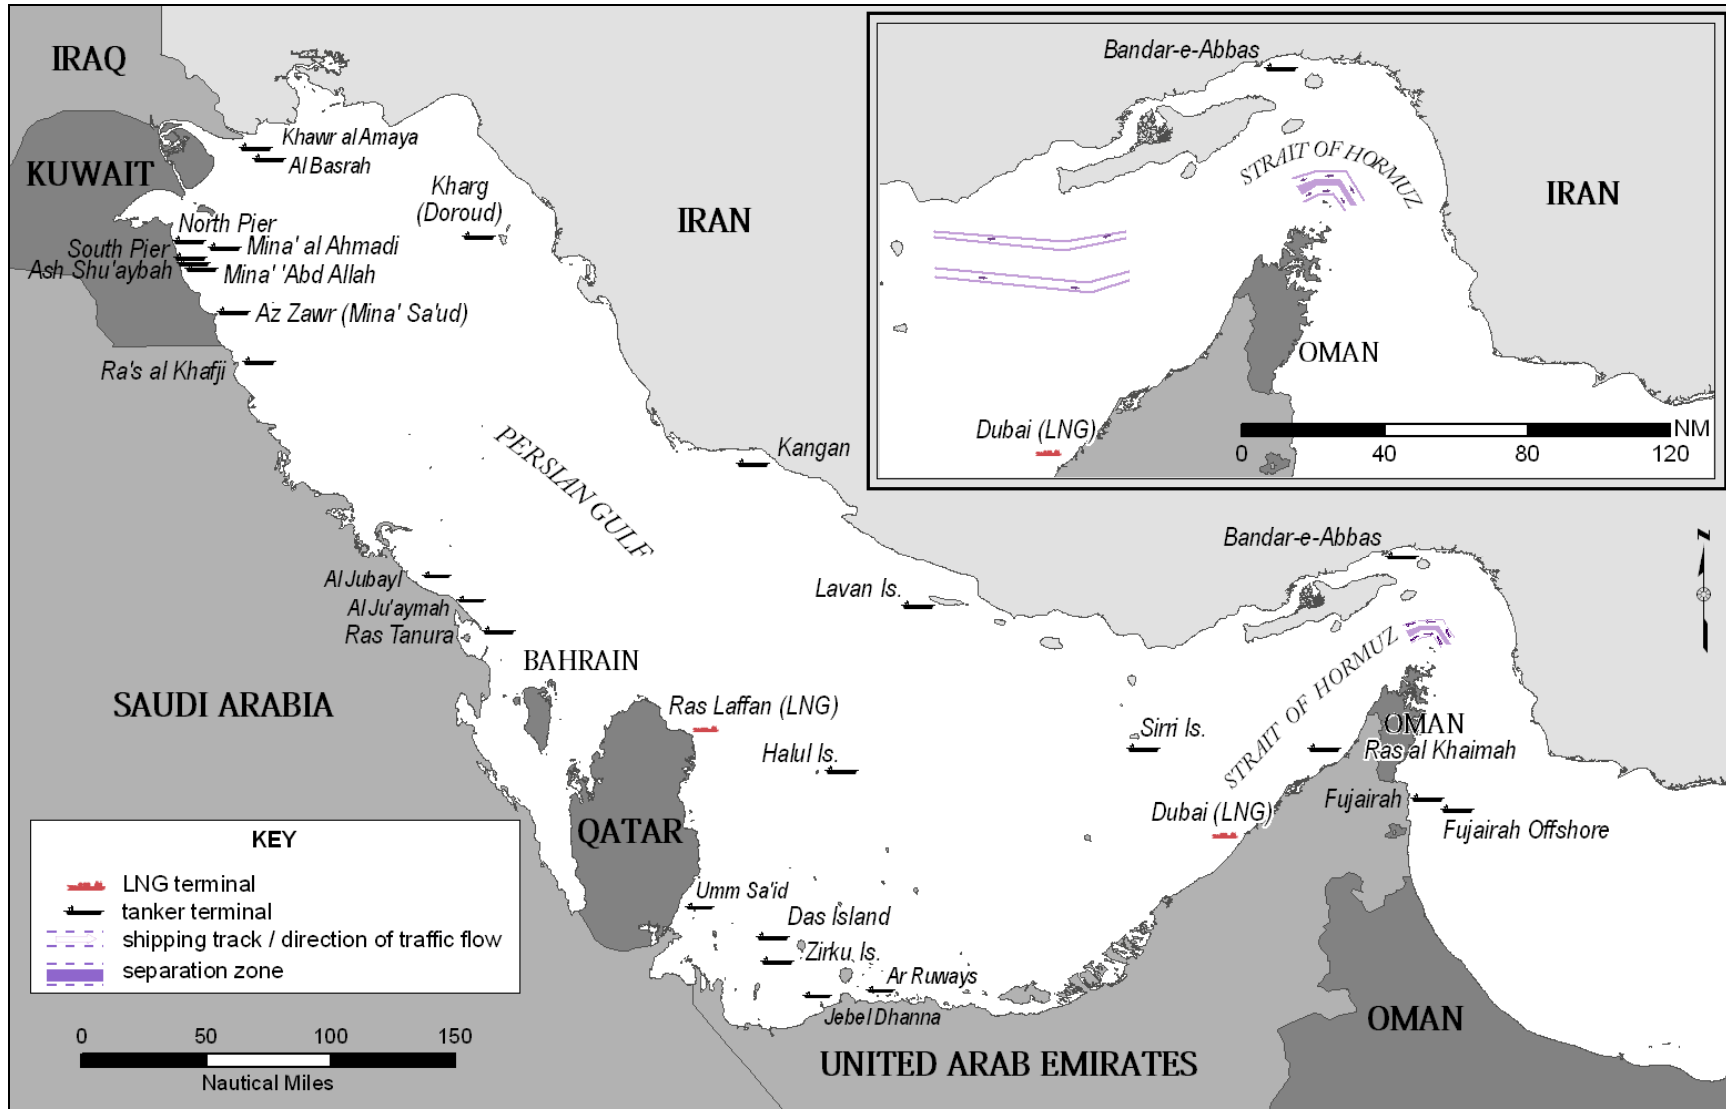 IRAQ
KUWAIT
Khawr al Amaya
Al Basrah
Kharg
(Doroud)
IRAN
North Pier
South Pier
Mina' al Ahmadi
Ash Shu'aybah
Mina' 'Abd Allah
Az Zawr (Mina' Sa'ud)
Ra's al Khafji
PERSIAN GULF
Kangan
Al Jubayl
Al Ju'aymah
Ras Tanura
BAHRAIN
SAUDI ARABIA
Ras Laffan (LNG)
Halul Is.
QATAR
Lavan Is.
Bandar-e-Abbas
STRAIT OF HORMUZ
Sirri Is.
OMAN
Ras al Khaimah
Dubai (LNG)
Fujairah
Fujairah Offshore
Umm Sa'id
Das Island
Zirku Is.
Ar Ruways
Jebel Dhanna
UNITED ARAB EMIRATES
OMAN
N
Bandar-e-Abbas
STRAIT OF HORMUZ
IRAN
OMAN
Dubai (LNG)
NM
0 40 80 120
KEY
LNG terminal
tanker terminal
shipping track / direction of traffic flow
separation zone
0 50 100 150
Nautical Miles